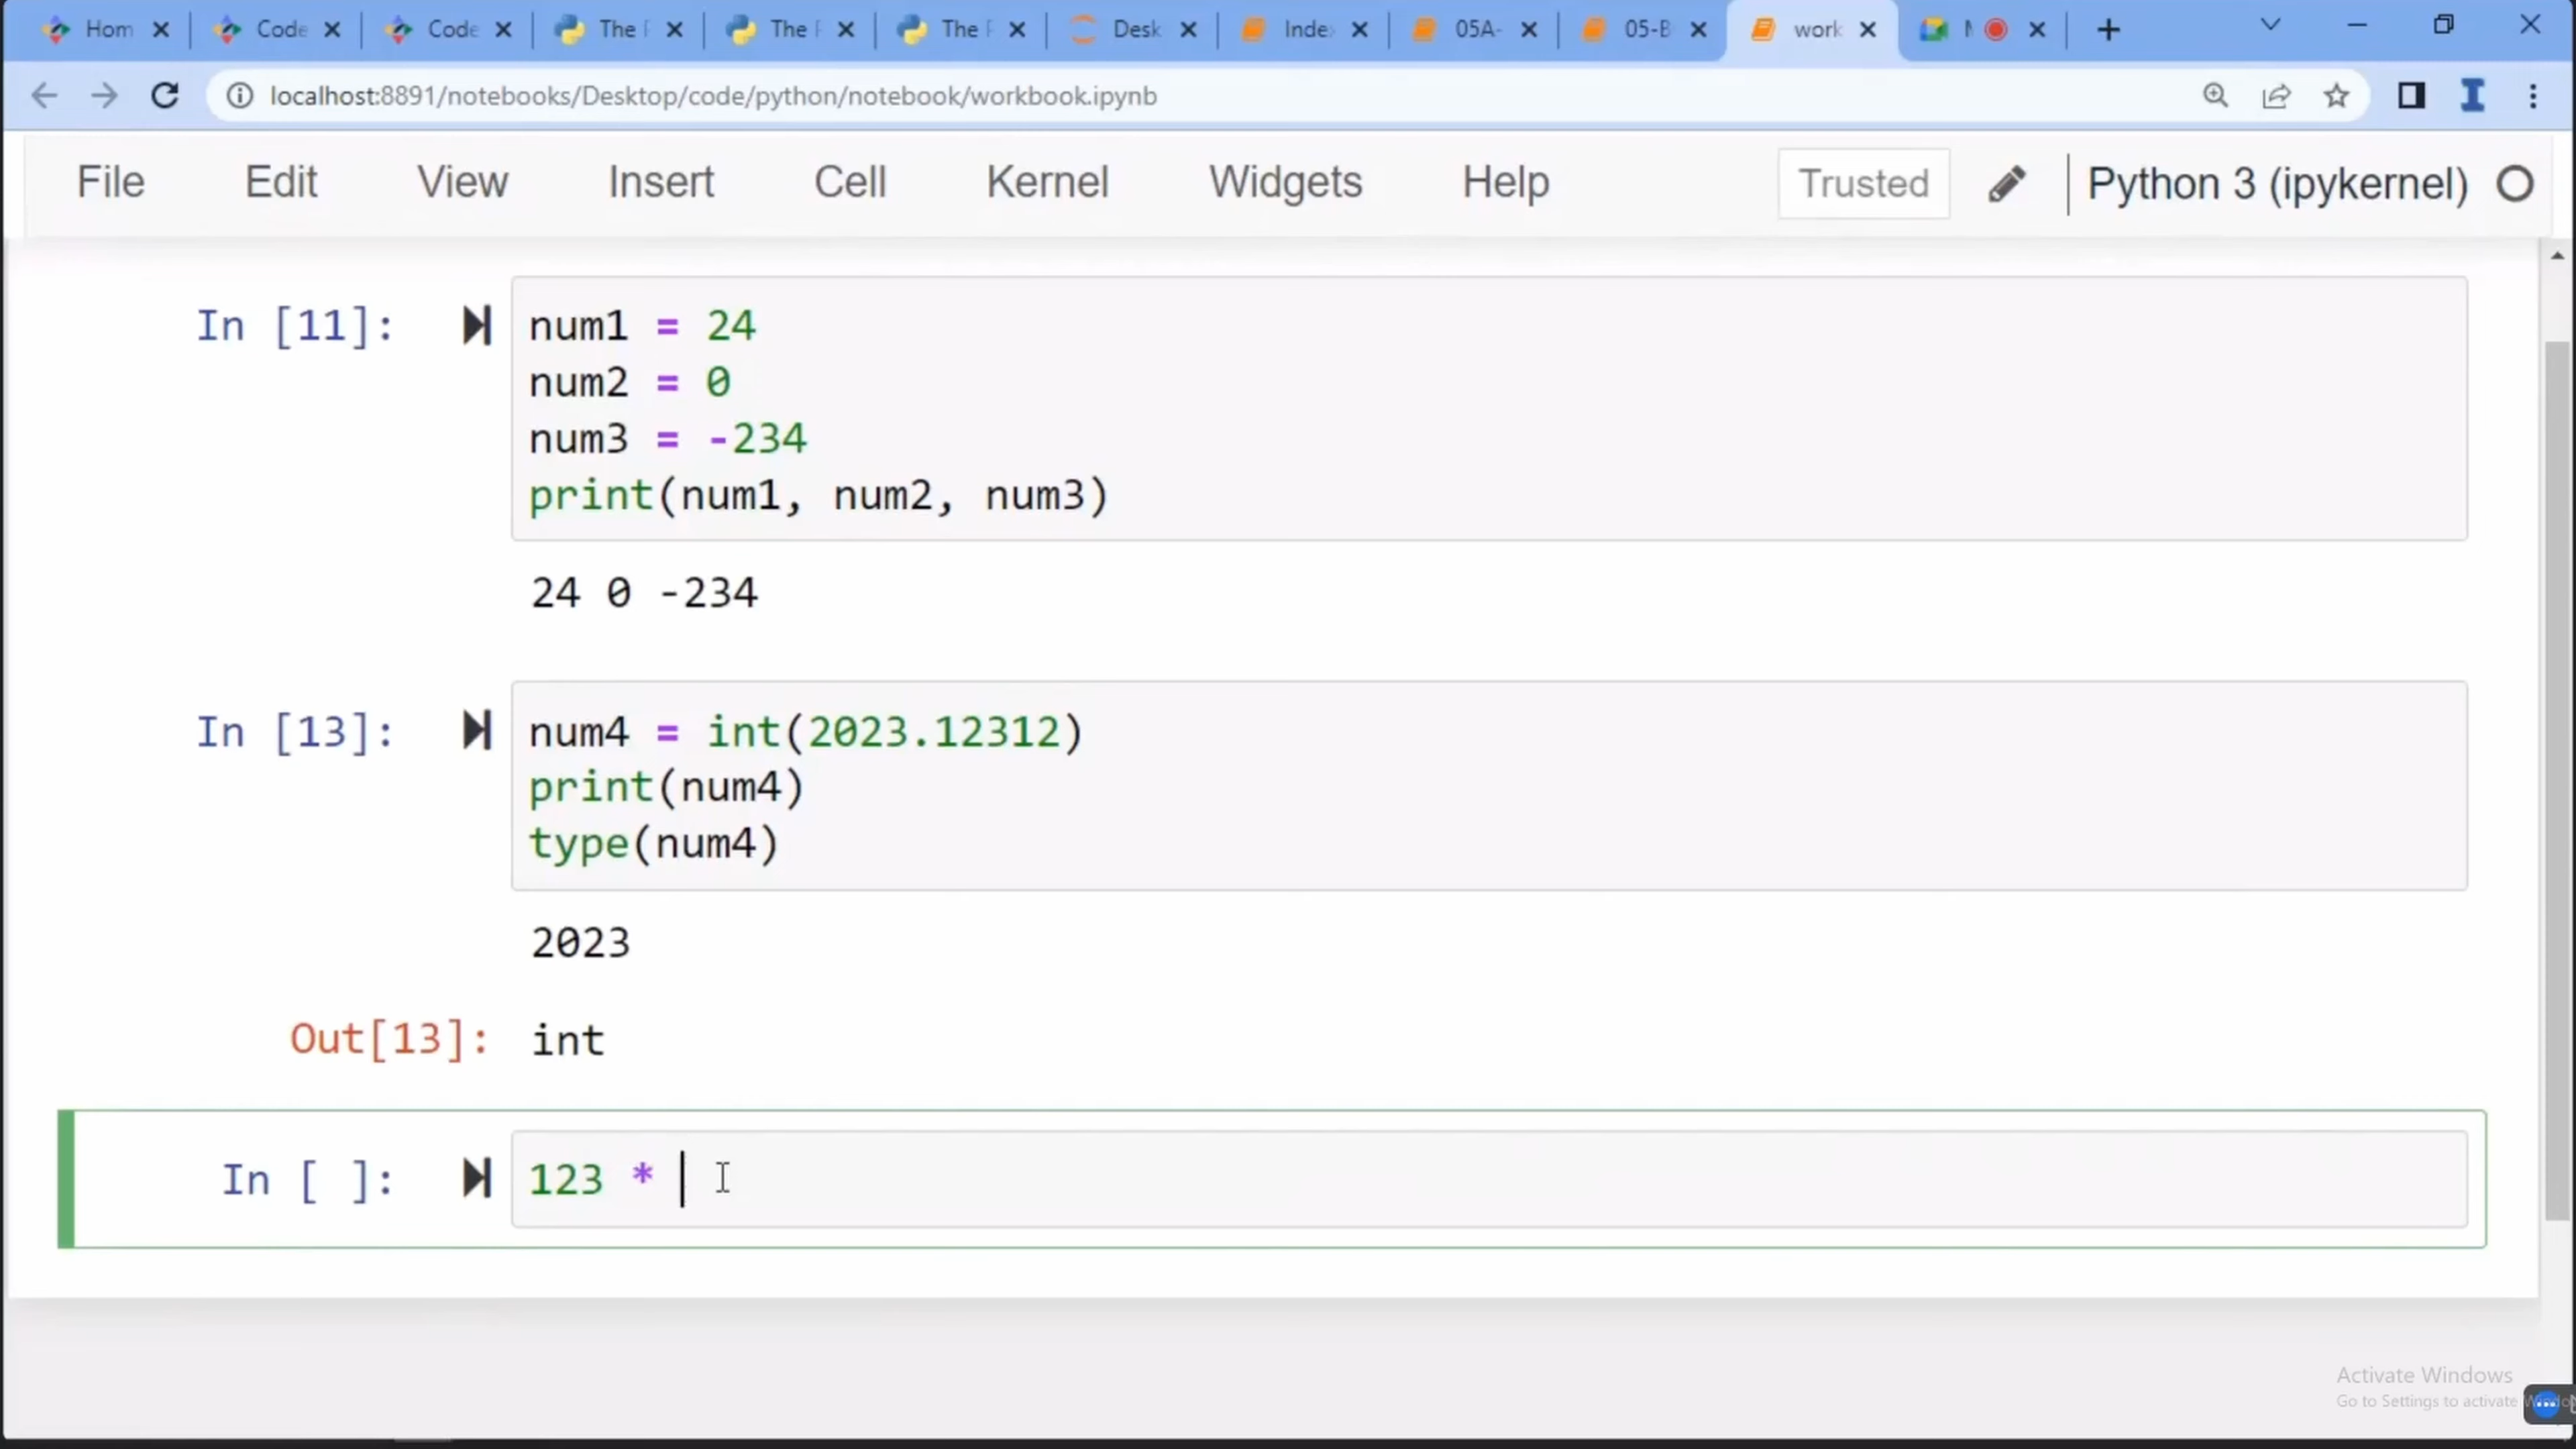 Hom Code Code The The The Desk Inde 05A- 05-B work
localhost:8891/notebooks/Desktop/code/python/notebook/workbook.ipynb
File Edit View Insert Cell Kernel Widgets Help Trusted Python 3 (ipykernel)
In [11]: num1 = 24
num2 = 0
num3 = -234
print(num1, num2, num3)
24 0 -234
In [13]: num4 = int(2023.12312)
print(num4)
type(num4)
2023
Out[13]: int
In [ ]: 123 *
Activate Windows
Go to Settings to activate